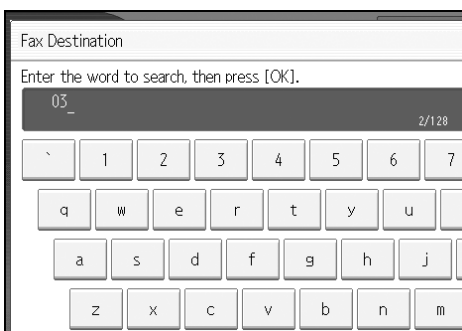 Fax Destination
Enter the word to search, then press [OK].
03_
2/128
` 1 2 3 4 5 6 7
q w e r t y u
a s d f g h j
z x c v b n m